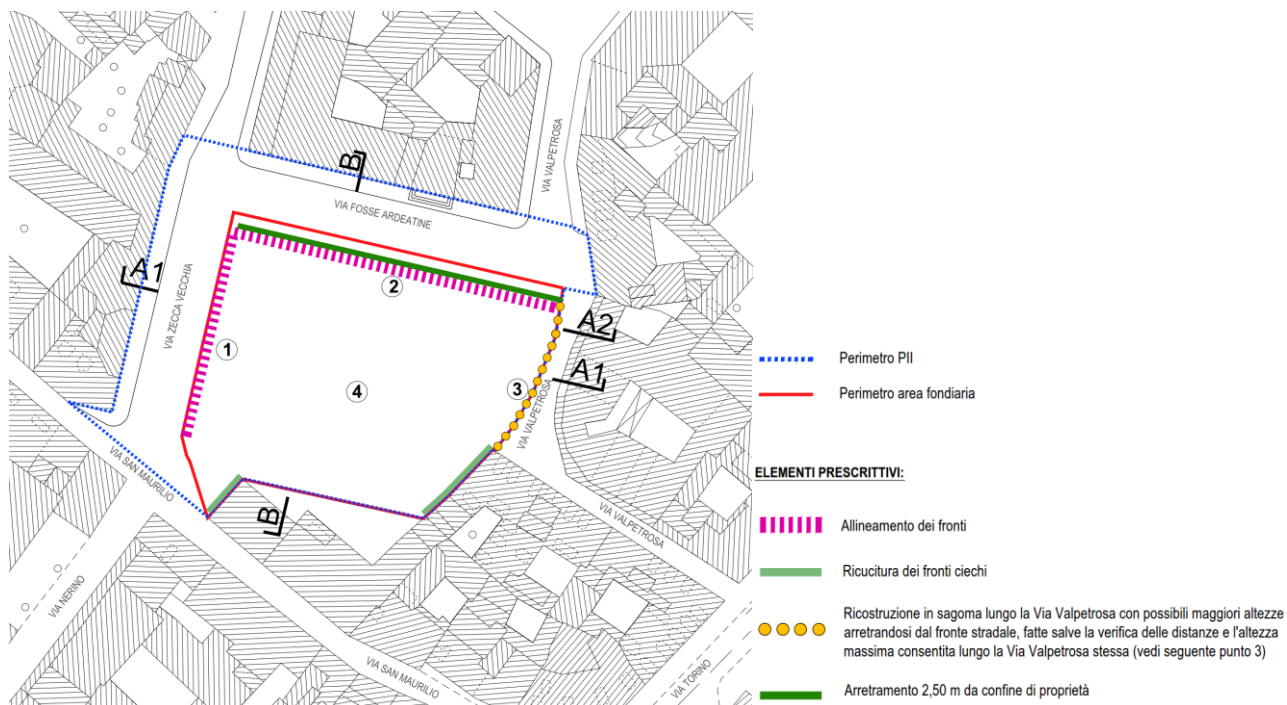 B
VIA VALPETROSA
VIA FOSSE ARDEATINE
A1
VIA ZECCA VECCHIA
2
A2
1
A1
3
4
VIA VALPETROSA
VIA SAN MAURILIO
B
VIA VALPETROSA
VIA NERINO
VIA SAN MAURILIO
VIA TORINO
Perimetro PII
Perimetro area fondiaria
ELEMENTI PRESCRITTIVI:
Allineamento dei fronti
Ricucitura dei fronti ciechi
Ricostruzione in sagoma lungo la Via Valpetrosa con possibili maggiori altezze
arretrandosi dal fronte stradale, fatte salve la verifica delle distanze e l'altezza
massima consentita lungo la Via Valpetrosa stessa (vedi seguente punto 3)
Arretramento 2,50 m da confine di proprietà